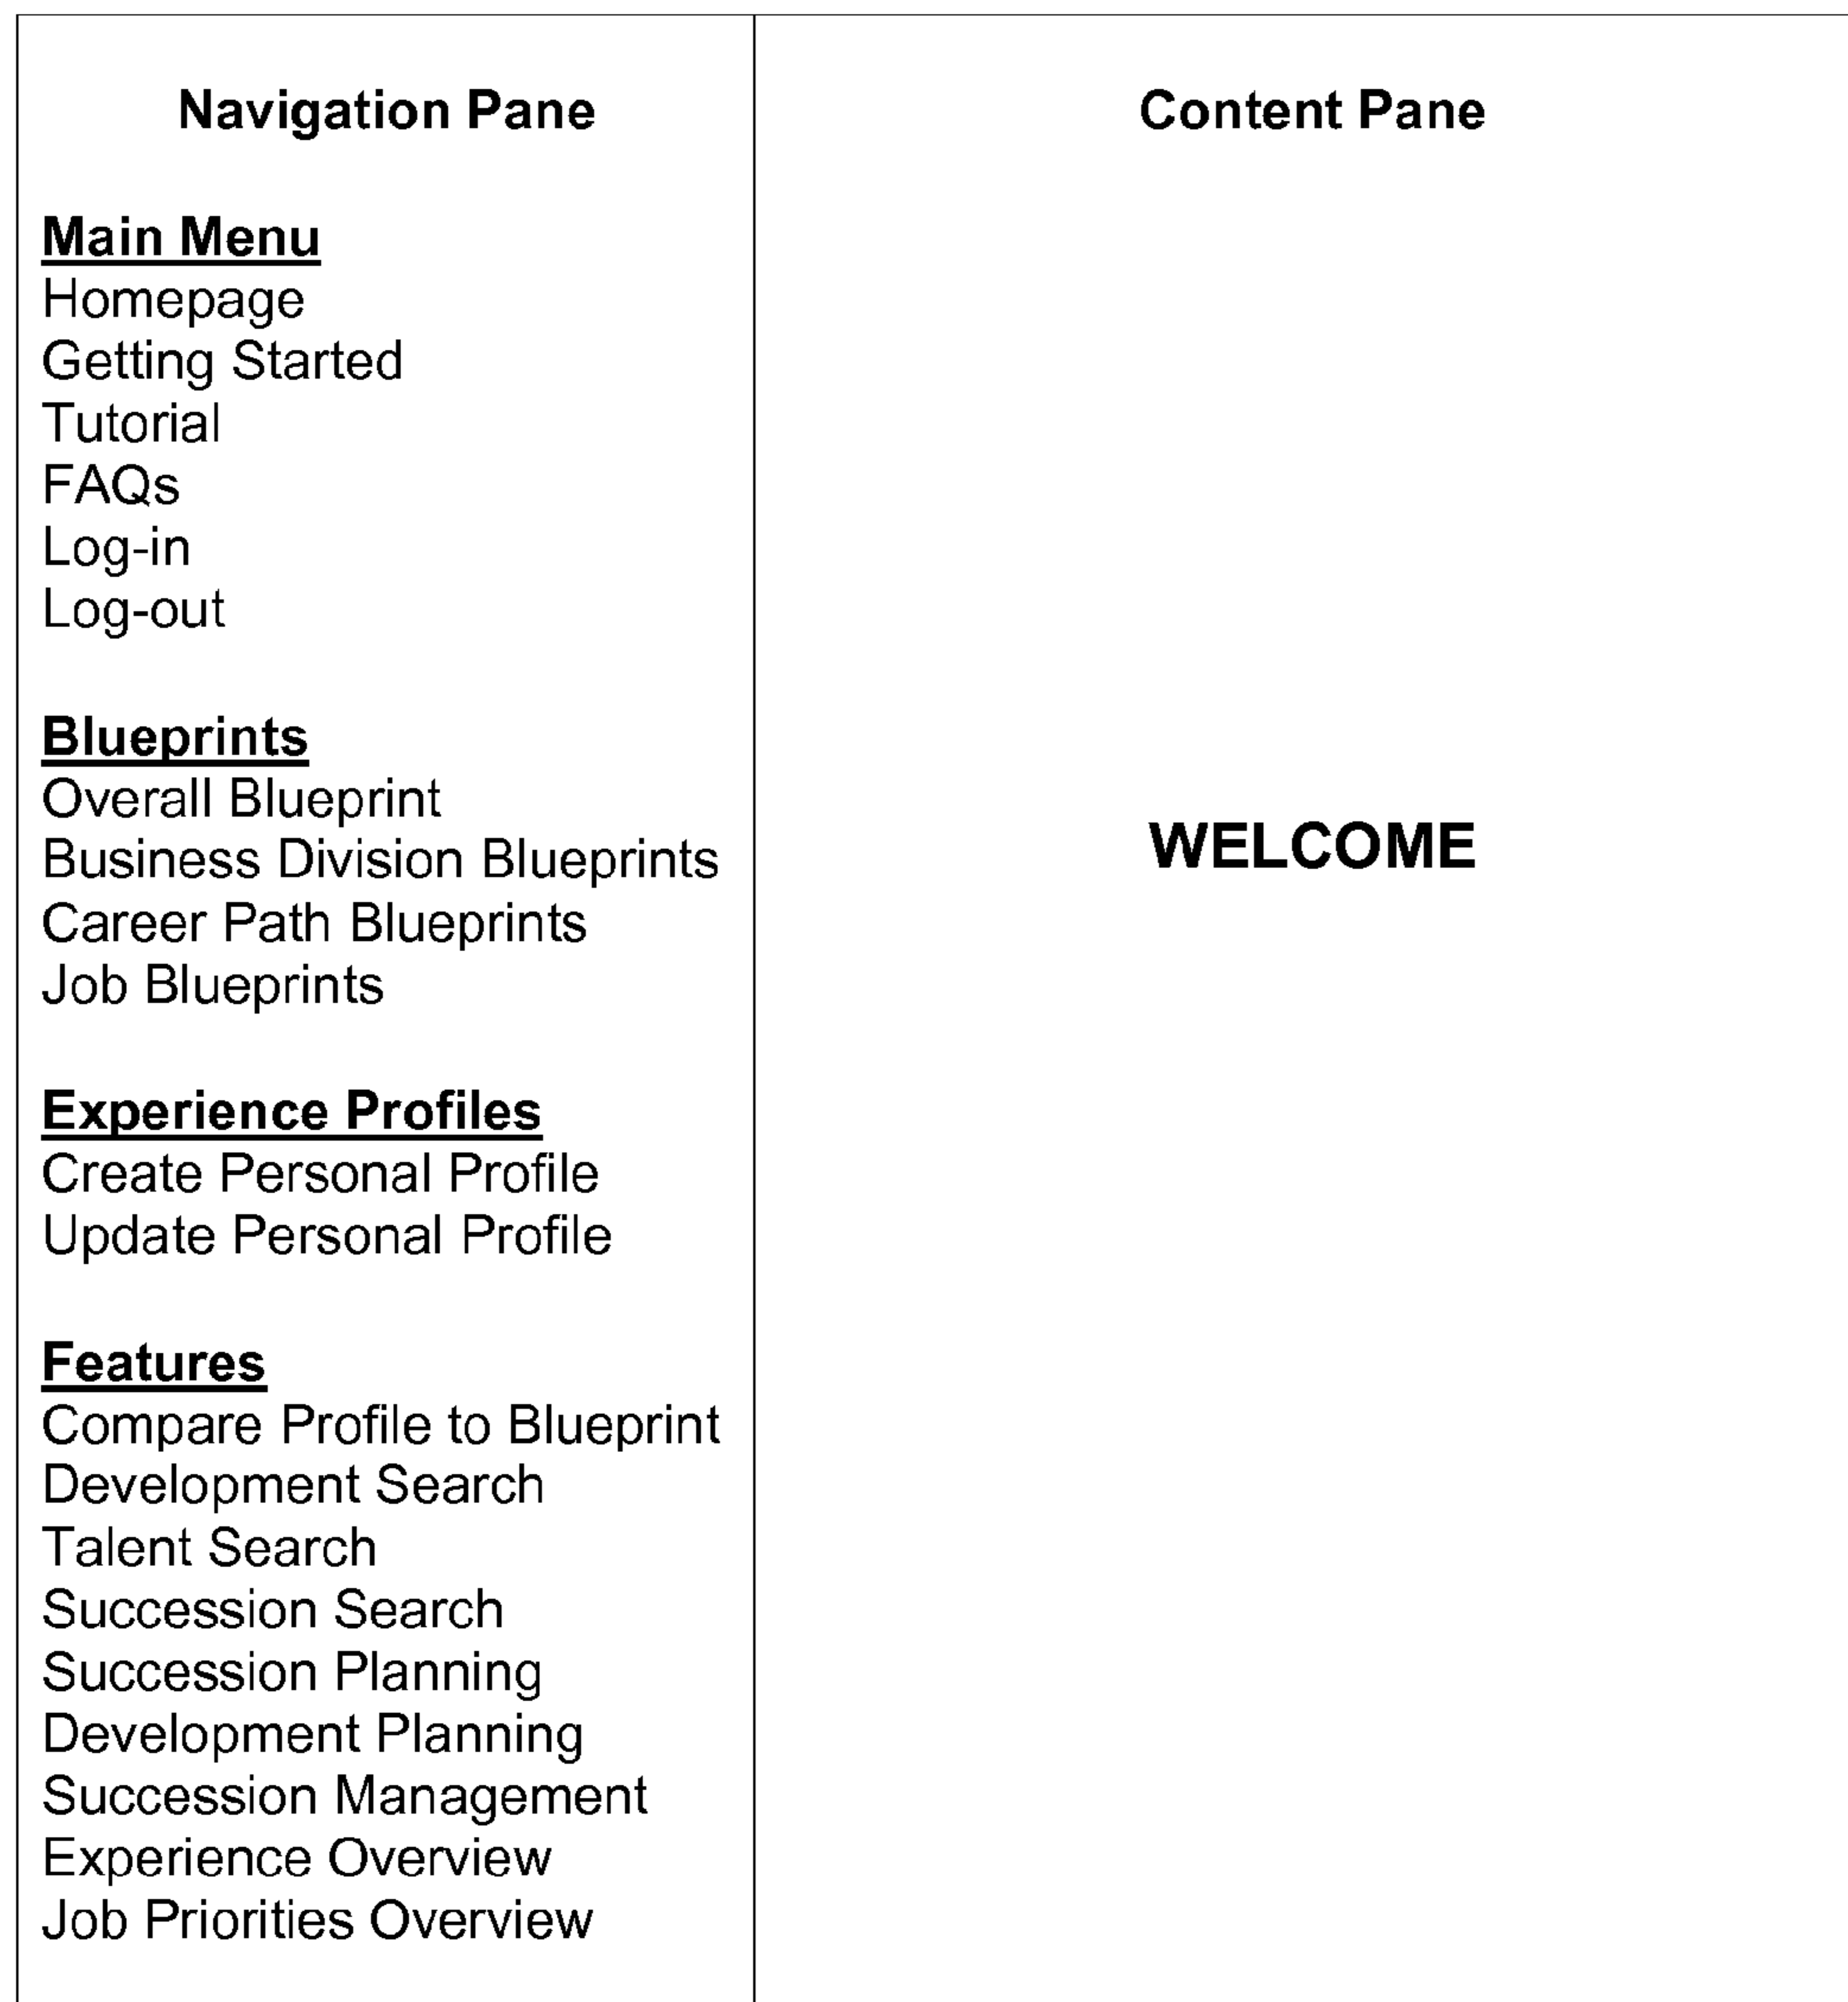 Navigation Pane
Main Menu
Homepage
Getting Started
Tutorial
FAQs
Log-in
Log-out
Blueprints
Overall Blueprint
Business Division Blueprints
Career Path Blueprints
Job Blueprints
Experience Profiles
Create Personal Profile
Update Personal Profile
Features
Compare Profile to Blueprint
Development Search
Talent Search
Succession Search
Succession Planning
Development Planning
Succession Management
Experience Overview
Job Priorities Overview
Content Pane
WELCOME